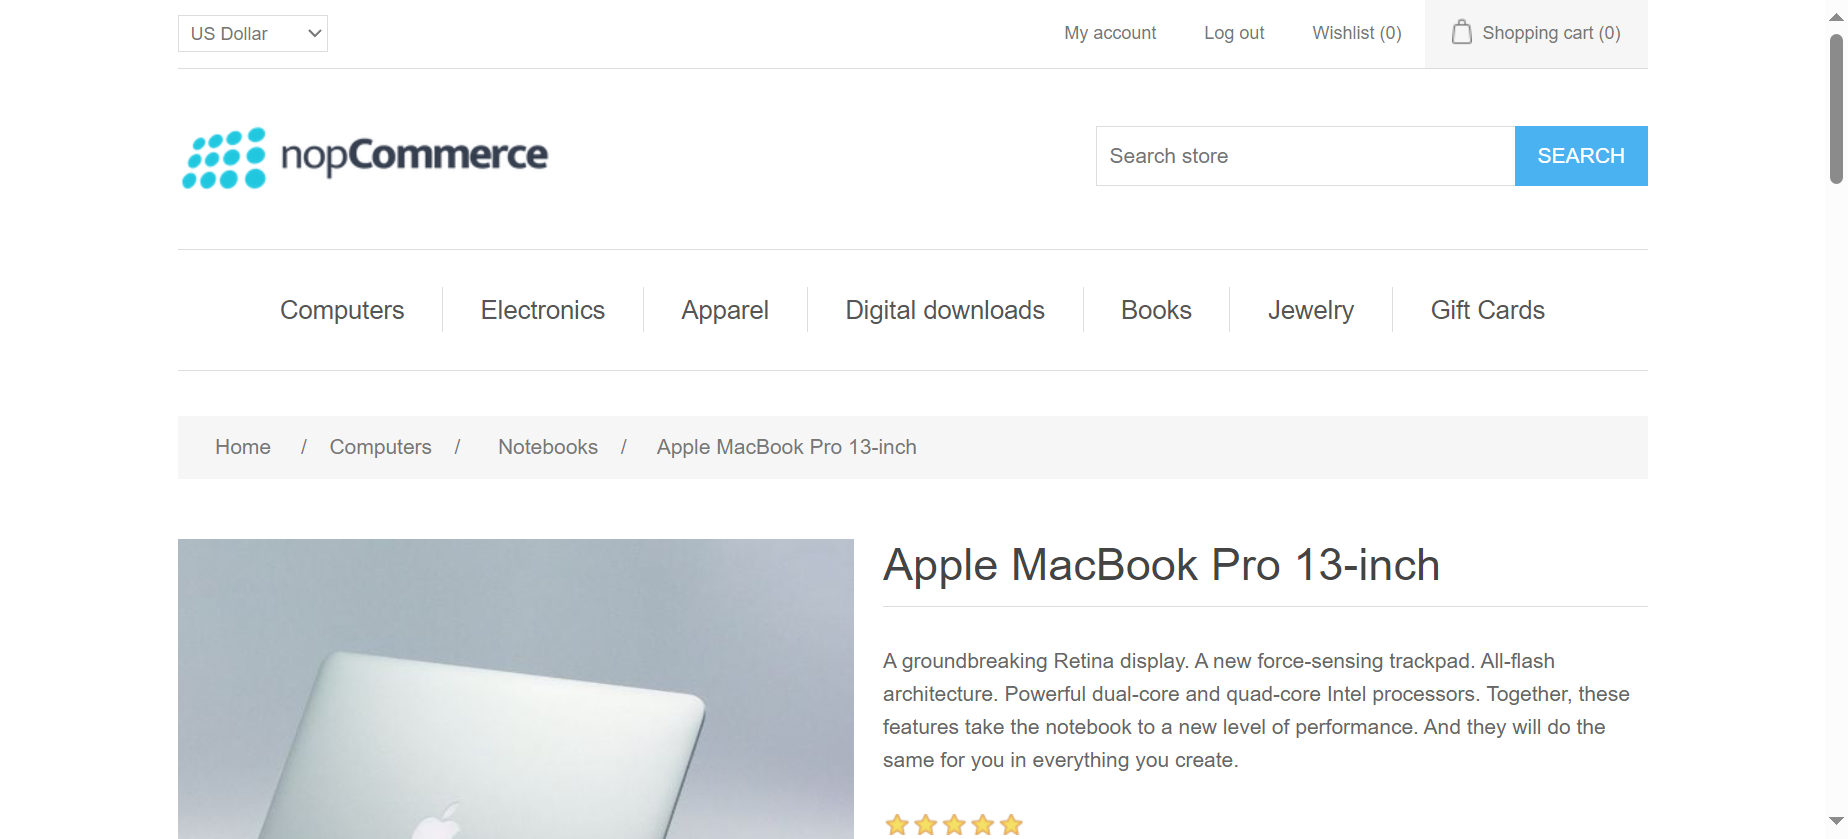 US Dollar
My account
Log out
Wishlist (0)
Shopping cart (0)
nopCommerce
Search store
SEARCH
Computers
Electronics
Apparel
Digital downloads
Books
Jewelry
Gift Cards
Home / Computers / Notebooks / Apple MacBook Pro 13-inch
Apple MacBook Pro 13-inch
A groundbreaking Retina display. A new force-sensing trackpad. All-flash
architecture. Powerful dual-core and quad-core Intel processors. Together, these
features take the notebook to a new level of performance. And they will do the
same for you in everything you create.